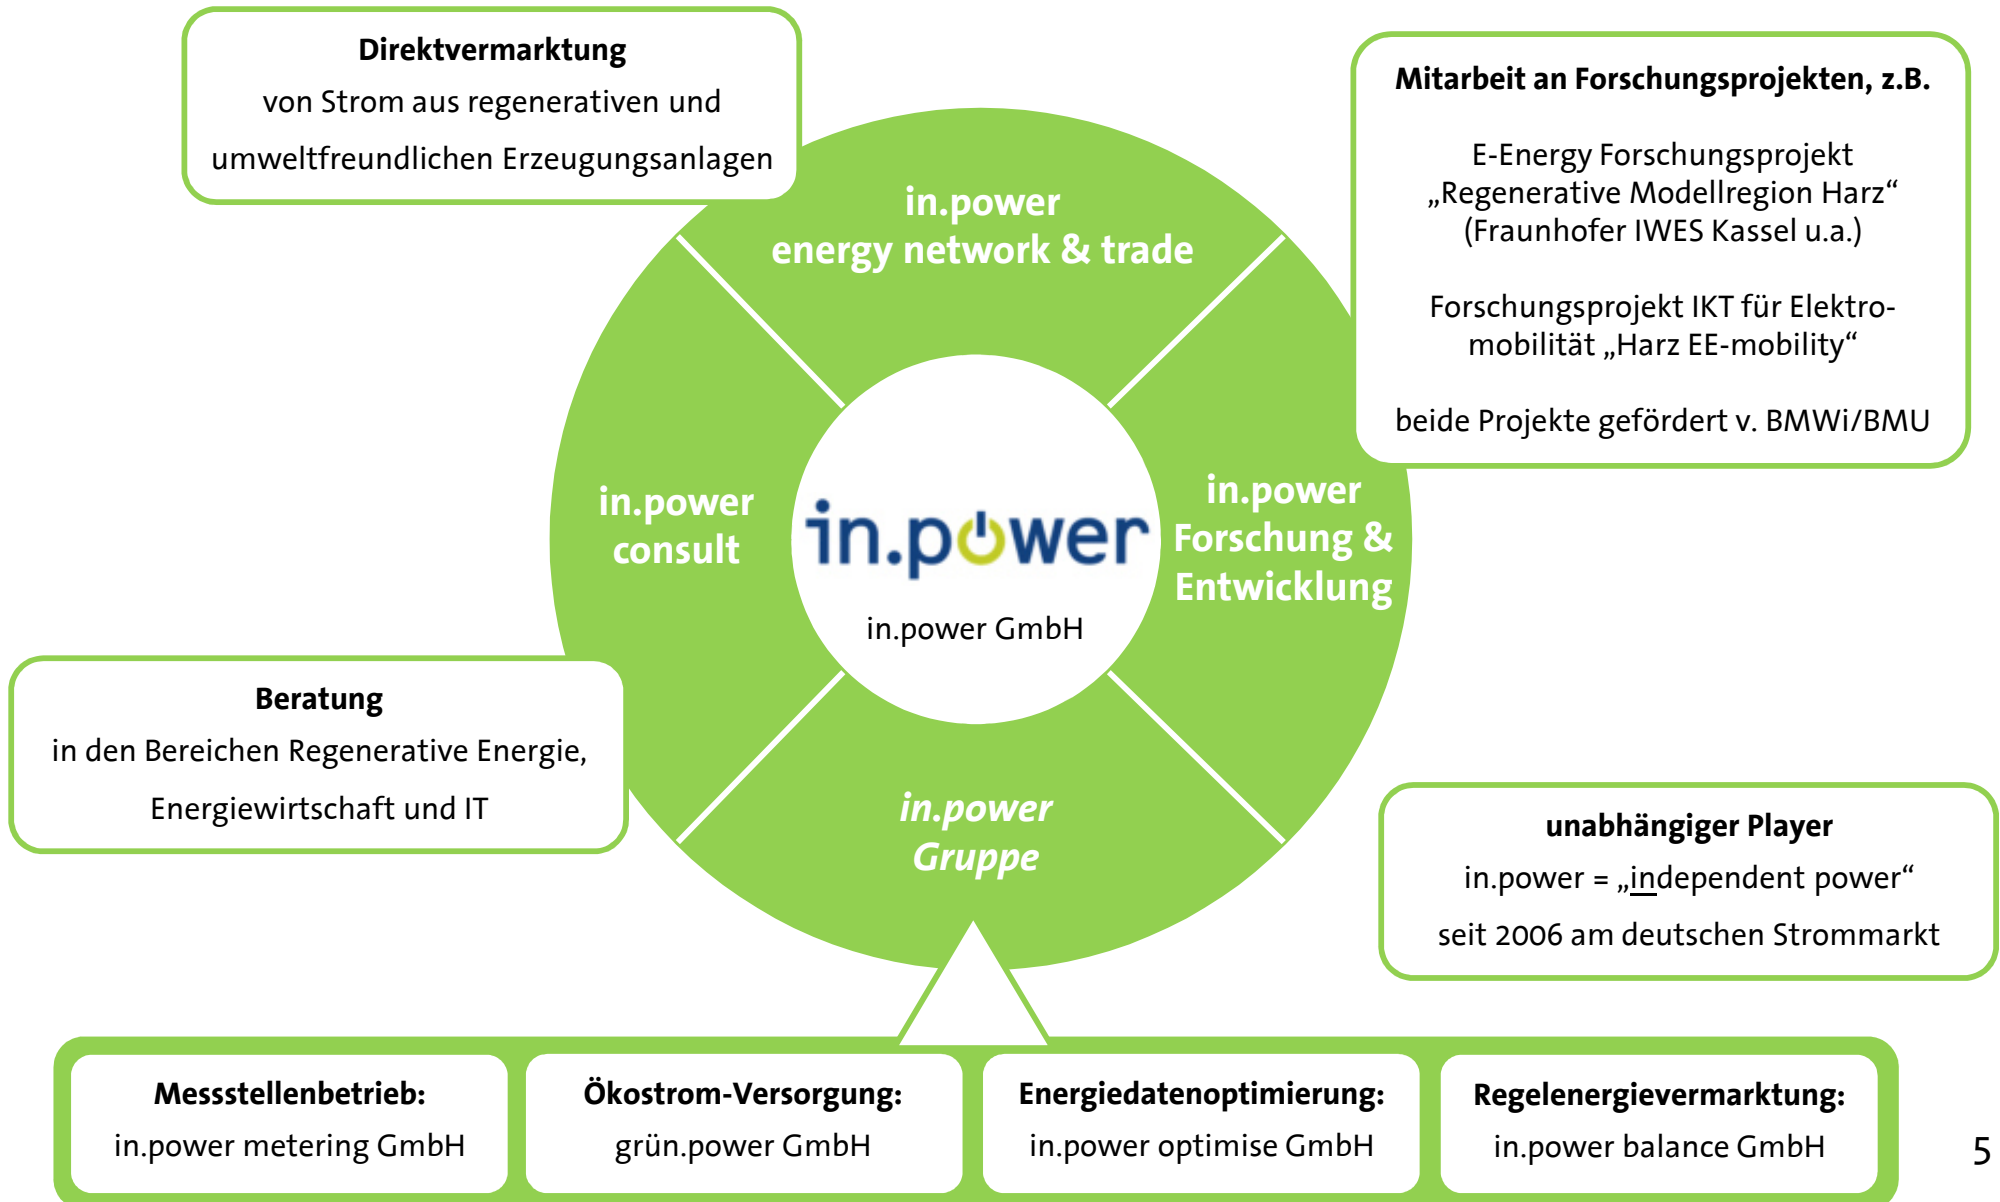 Direktvermarktung
von Strom aus regenerativen und
umweltfreundlichen Erzeugungsanlagen
Mitarbeit an Forschungsprojekten, z.B.
E-Energy Forschungsprojekt
„Regenerative Modellregion Harz“
(Fraunhofer IWES Kassel u.a.)
Forschungsprojekt IKT für Elektro-
mobilität „Harz EE-mobility“
beide Projekte gefördert v. BMWi/BMU
in.power
energy network & trade
in.power
consult
in.power
in.power GmbH
in.power
Forschung &
Entwicklung
Beratung
in den Bereichen Regenerative Energie,
Energiewirtschaft und IT
in.power
Gruppe
unabhängiger Player
in.power = „independent power“
seit 2006 am deutschen Strommarkt
Messstellenbetrieb:
in.power metering GmbH
Ökostrom-Versorgung:
grün.power GmbH
Energiedatenoptimierung:
in.power optimise GmbH
Regelenergievermarktung:
in.power balance GmbH
5